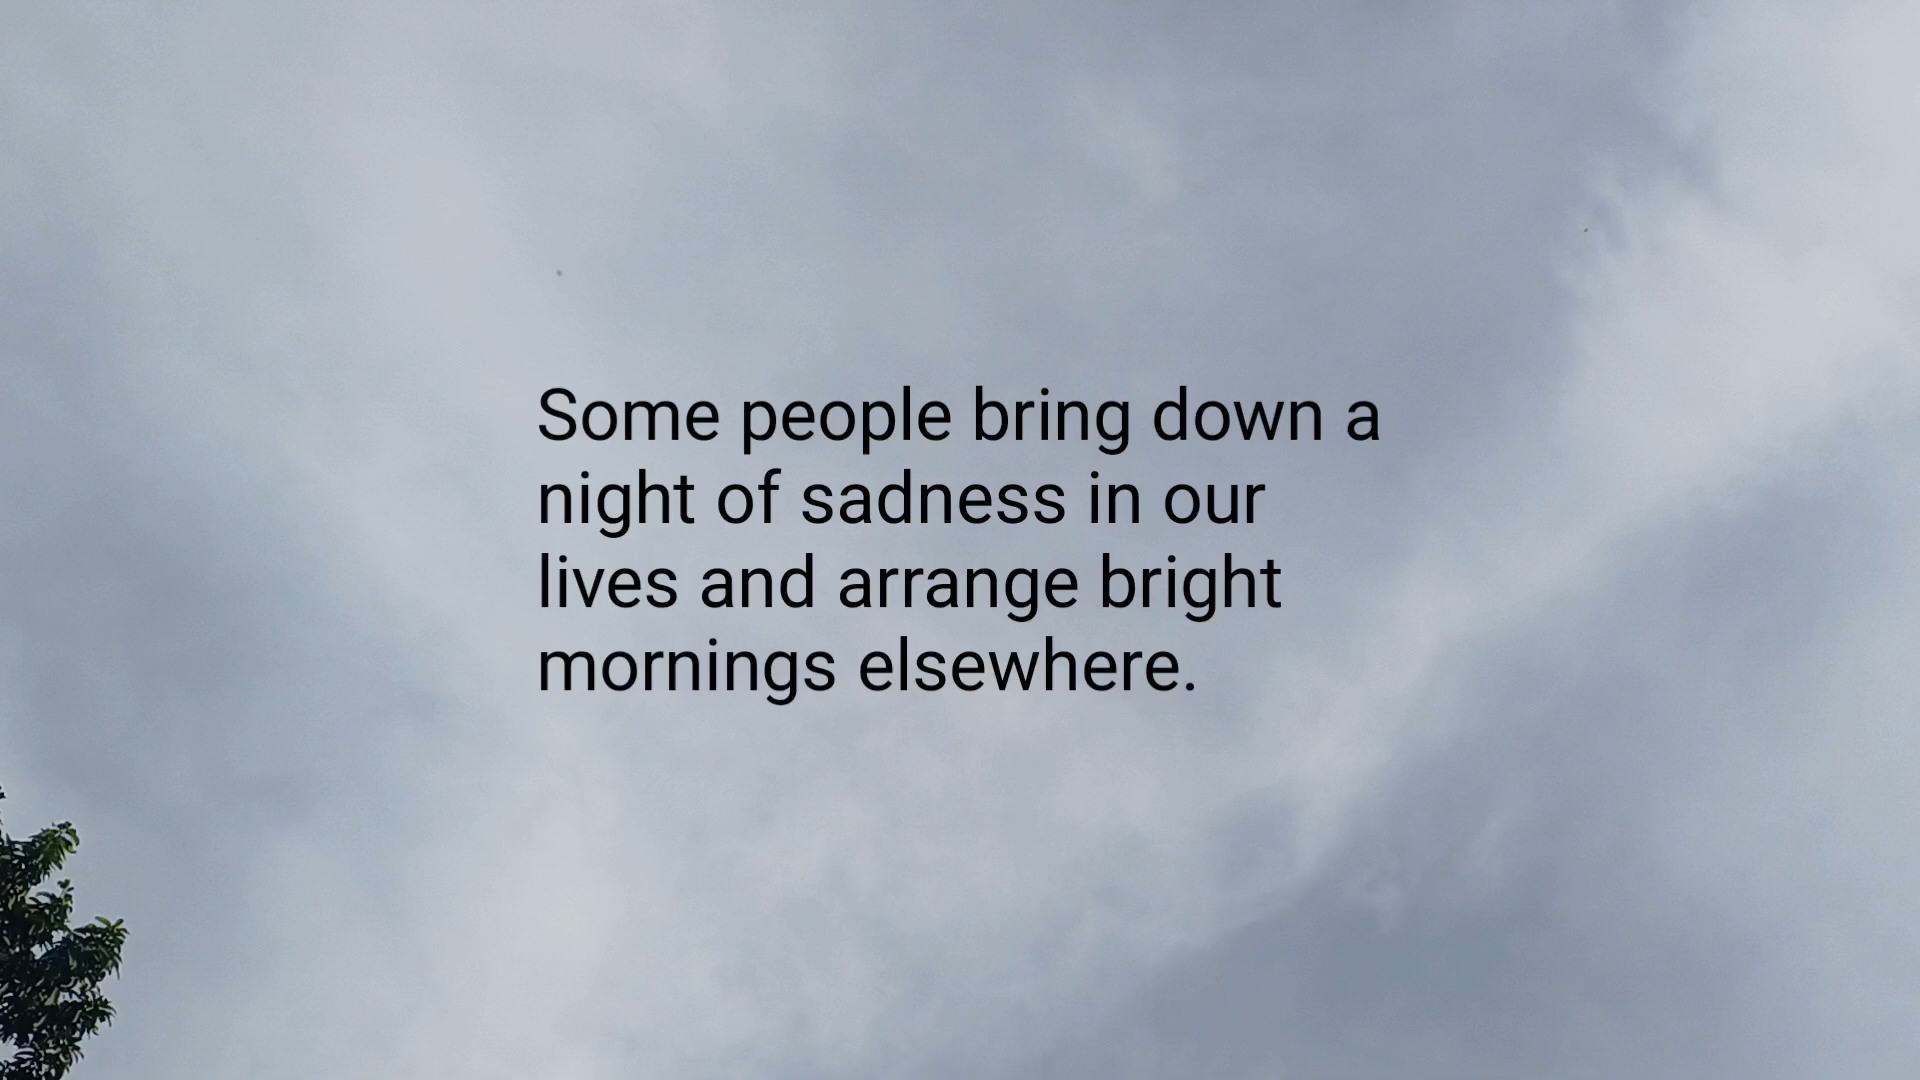 Some people bring down a
night of sadness in our
lives and arrange bright
mornings elsewhere.